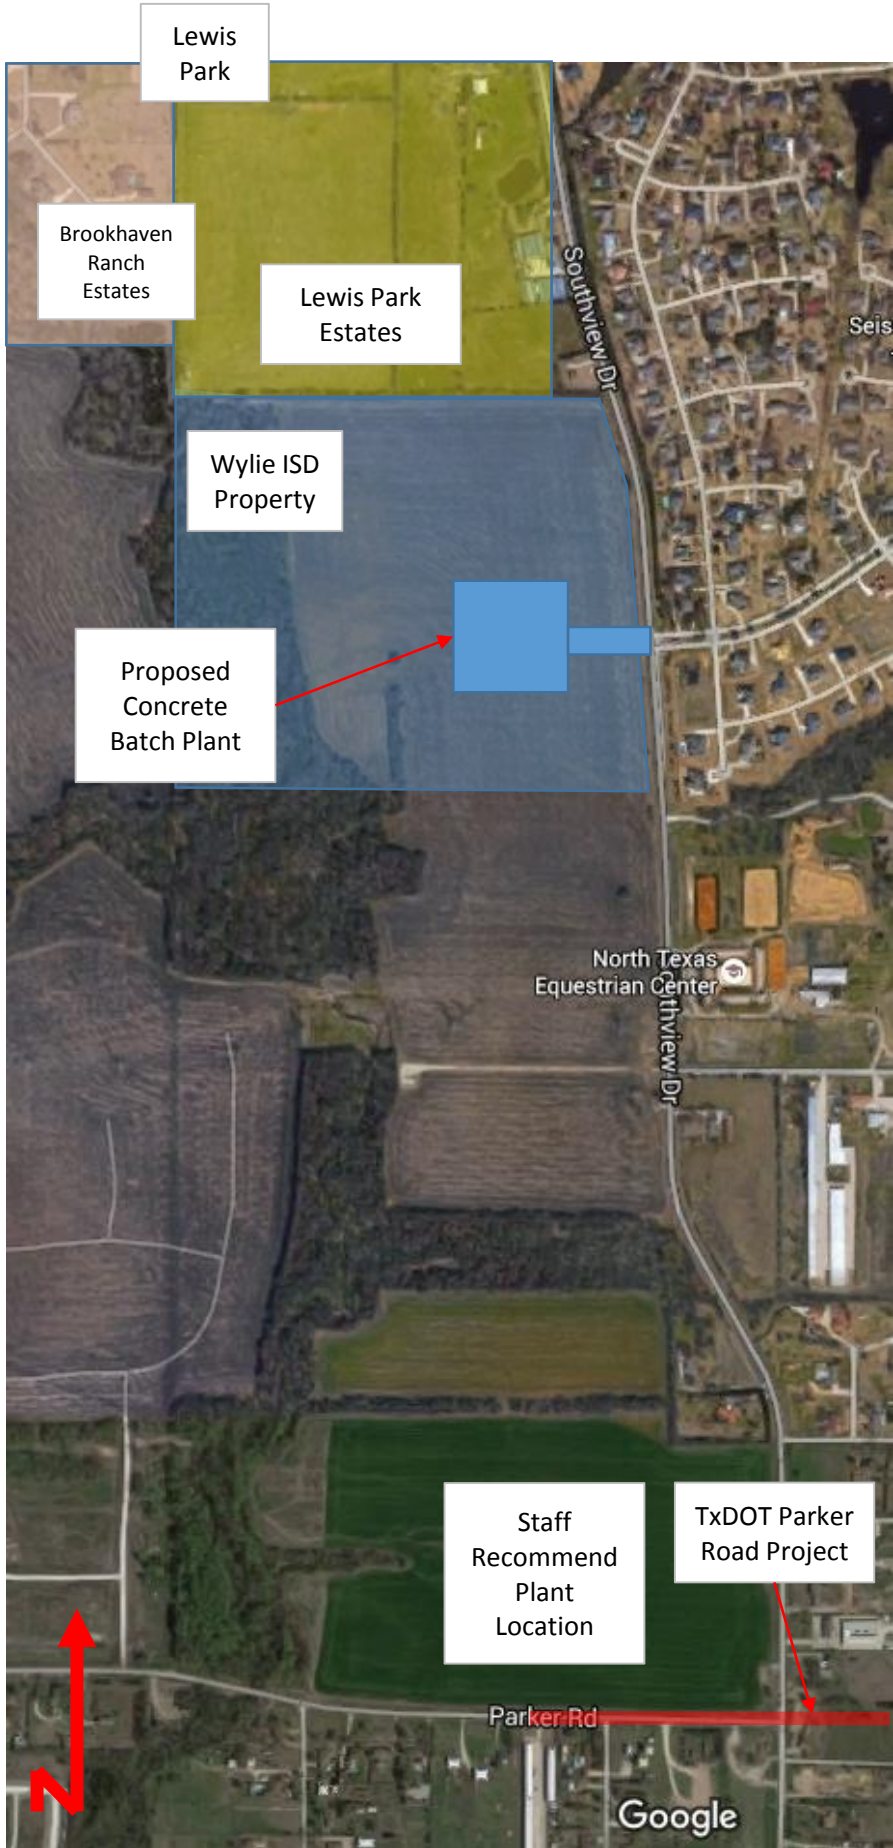 Lewis
Park
Brookhaven
Ranch
Estates
Lewis Park
Estates
Southview Dr
Seis
Wylie ISD
Property
Proposed
Concrete
Batch Plant
North Texas
Equestrian Center
Southview Dr
Staff
Recommend
Plant
Location
TxDOT Parker
Road Project
Parker Rd
N
Google